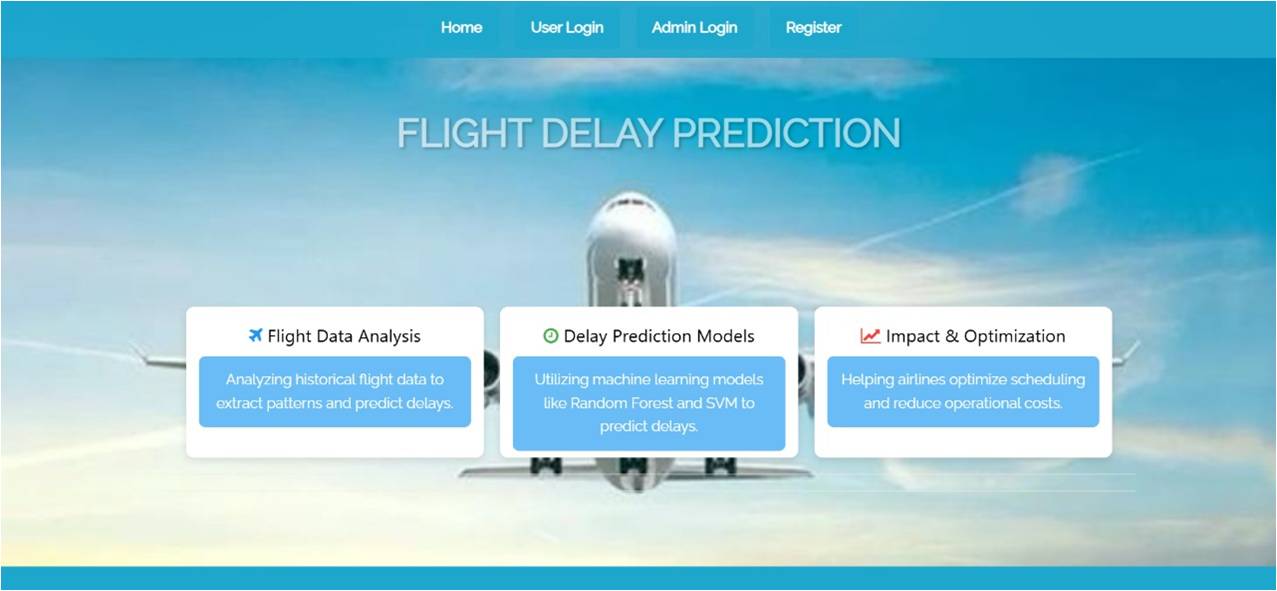 Home User Login Admin Login Register
FLIGHT DELAY PREDICTION
Flight Data Analysis
Analyzing historical flight data to
extract patterns and predict delays.
Delay Prediction Models
Utilizing machine learning models
like Random Forest and SVM to
predict delays.
Impact & Optimization
Helping airlines optimize scheduling
and reduce operational costs.